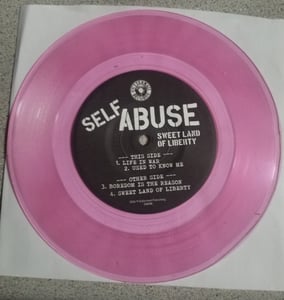 SELF ABUSE
SWEET LAND
OF LIBERTY
--- THIS SIDE ---
1. LIFE IN WAS
2. USED TO KNOW ME
--- OTHER SIDE ---
3. BOREDOM IS THE REASON
4. SWEET LAND OF LIBERTY